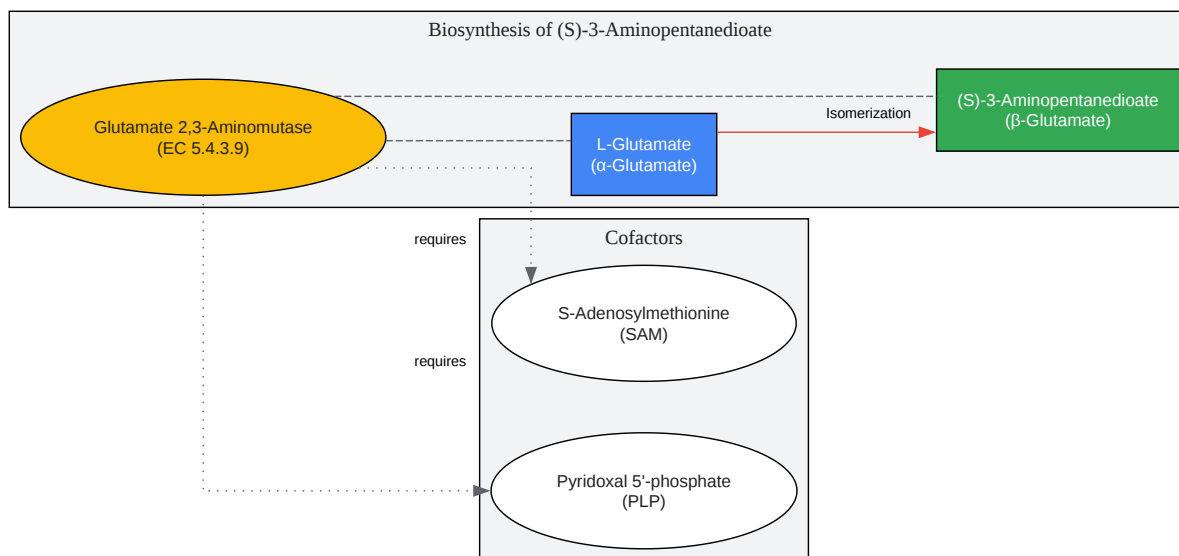 Biosynthesis of (S)-3-Aminopentanedioate
Glutamate 2,3-Aminomutase
(EC 5.4.3.9)
L-Glutamate
(α-Glutamate)
Isomerization
(S)-3-Aminopentanedioate
(β-Glutamate)
requires
Cofactors
S-Adenosylmethionine
(SAM)
requires
Pyridoxal 5'-phosphate
(PLP)